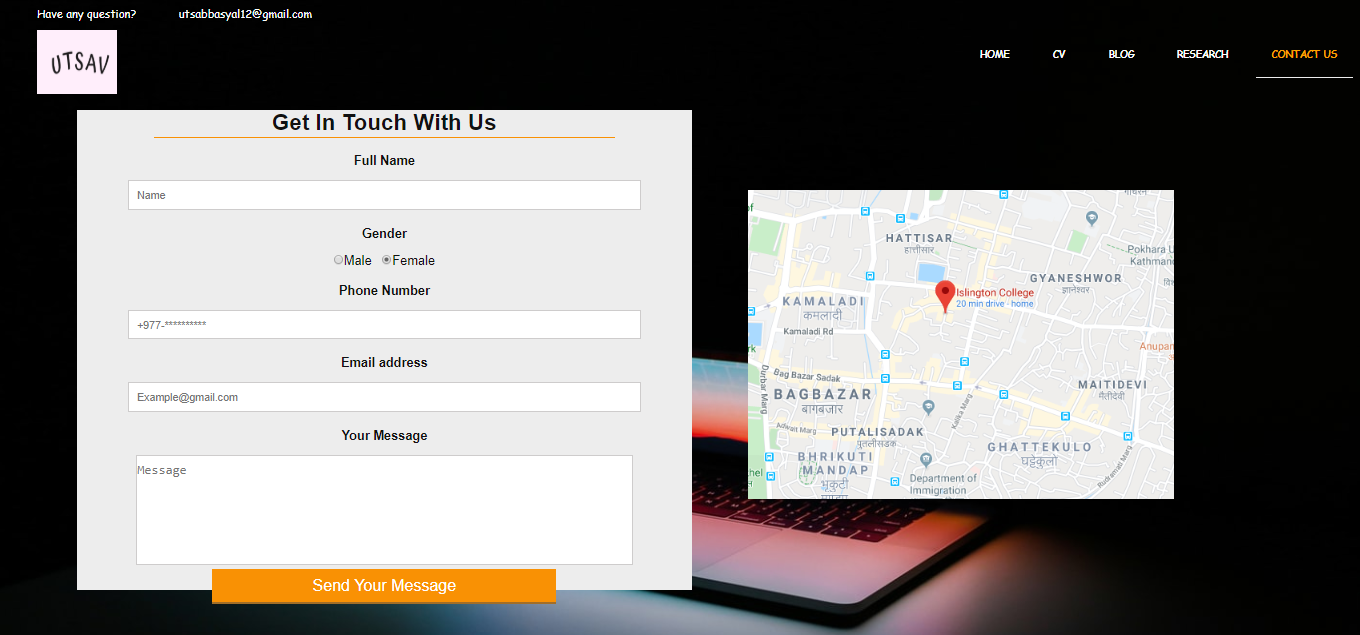 Have any question? utsabbasyal12@gmail.com
UTSAV
HOME CV BLOG RESEARCH CONTACT US
Get In Touch With Us
Full Name
Name
Gender
Male Female
Phone Number
+977-**********
Email address
Example@gmail.com
Your Message
Message
Send Your Message
HATTISAR
हात्तीसार
Pokhara U
Kathmand
GYANESHWOR
ज्ञानेश्वर
Islington College
20 min drive - home
KAMALADI
कमलादी
Kamaladi Rd
Anupam
Durbar Marg
Bag Bazar Sadak
MAITIDEVI
मैतीदेवी
BAGBAZAR
बागबजार
Kalika Marg
Adwait Marg
PUTALISADAK
पुतलीसडक
GHATTEKULO
घट्टेकुलो
BHRIKUTI
MANDAP
भृकुटी
मण्डप
Rudramati Marg
Department of
Immigration